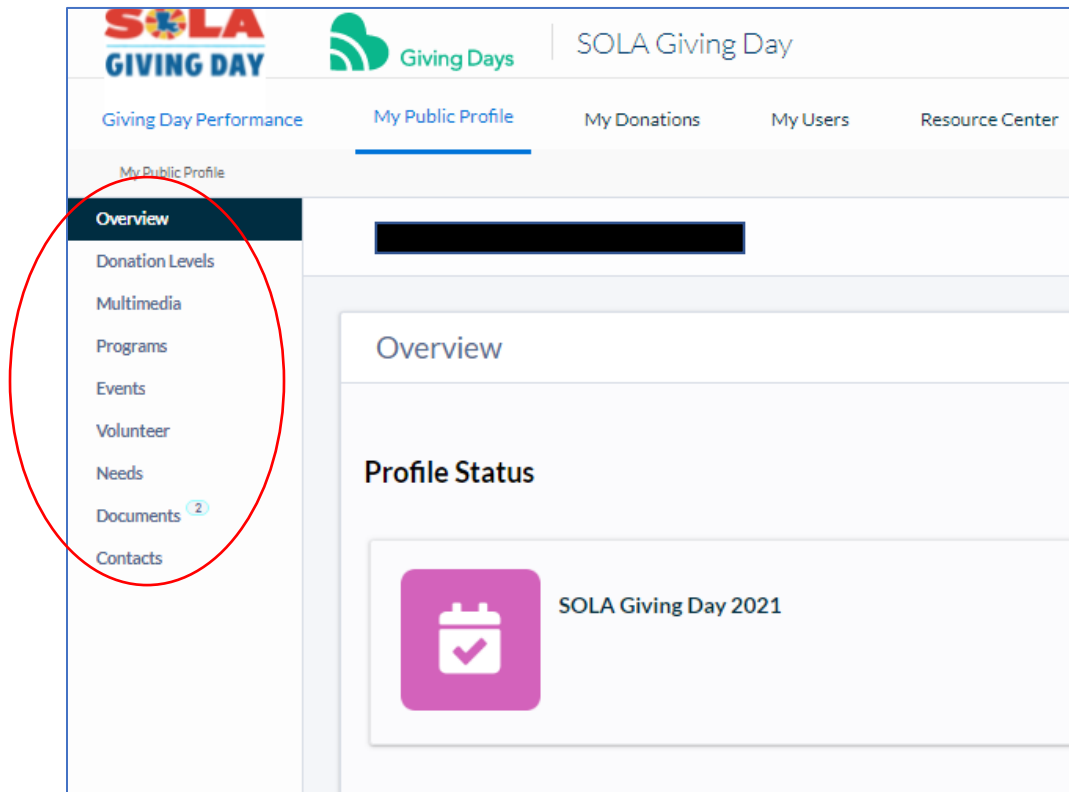 SOLA
GIVING DAY
Giving Days
SOLA Giving Day
Giving Day Performance
My Public Profile
My Donations
My Users
Resource Center
My Public Profile
Overview
Donation Levels
Multimedia
Programs
Events
Volunteer
Needs
Documents 2
Contacts
Overview
Profile Status
SOLA Giving Day 2021